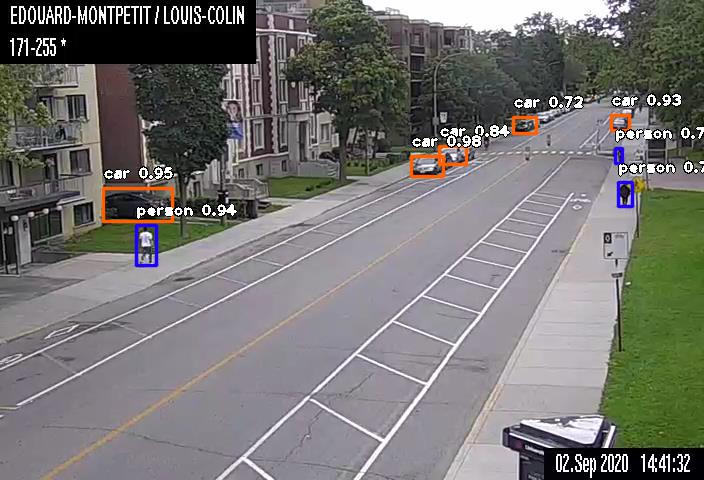 EDOUARD-MONTPETIT / LOUIS-COLIN
171-255 *
car 0.72
car 0.93
car 0.84
person 0.7
car 0.98
person 0.7
car 0.95
person 0.94
02.Sep 2020 14:41:32